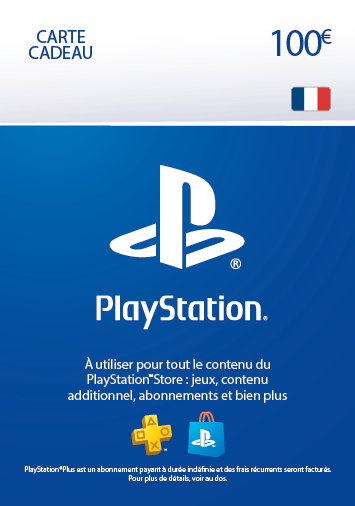 CARTE
CADEAU
100€
PlayStation®
À utiliser pour tout le contenu du
PlayStation™Store : jeux, contenu
additionnel, abonnements et bien plus
PlayStation®Plus est un abonnement payant à durée indéfinie et des frais récurrents seront facturés.
Pour plus de détails, voir au dos.